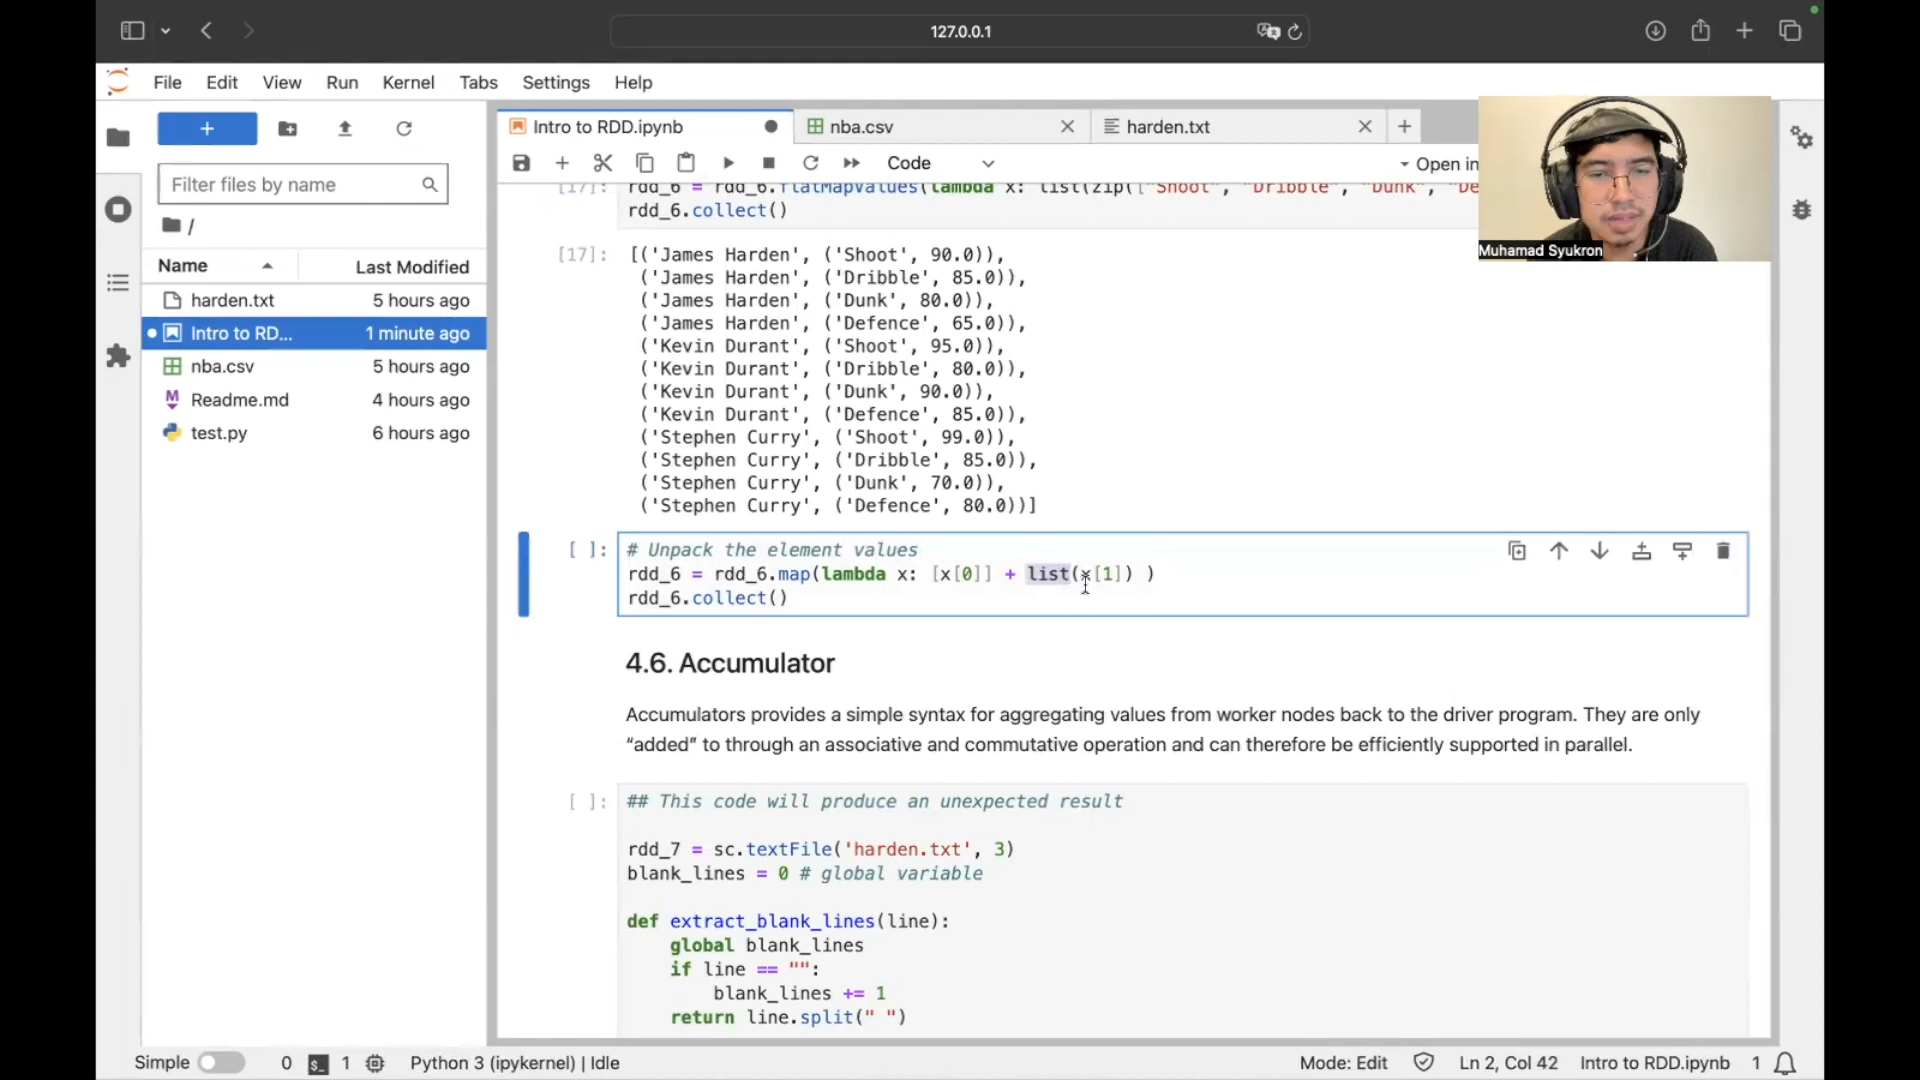 127.0.0.1
File Edit View Run Kernel Tabs Settings Help
Intro to RDD.ipynb
nba.csv
harden.txt
Filter files by name
Code
Open in
/
Name
Last Modified
harden.txt 5 hours ago
Intro to RD... 1 minute ago
nba.csv 5 hours ago
Readme.md 4 hours ago
test.py 6 hours ago
Muhamad Syukron
[17]: rdd_6 = rdd_6.flatMapValues(lambda x: list(zip(["Shoot", "Dribble", "Dunk", "De
rdd_6.collect()
[17]: [('James Harden', ('Shoot', 90.0)),
('James Harden', ('Dribble', 85.0)),
('James Harden', ('Dunk', 80.0)),
('James Harden', ('Defence', 65.0)),
('Kevin Durant', ('Shoot', 95.0)),
('Kevin Durant', ('Dribble', 80.0)),
('Kevin Durant', ('Dunk', 90.0)),
('Kevin Durant', ('Defence', 85.0)),
('Stephen Curry', ('Shoot', 99.0)),
('Stephen Curry', ('Dribble', 85.0)),
('Stephen Curry', ('Dunk', 70.0)),
('Stephen Curry', ('Defence', 80.0))]
[ ]: # Unpack the element values
rdd_6 = rdd_6.map(lambda x: [x[0]] + list(x[1]) )
rdd_6.collect()
4.6. Accumulator
Accumulators provides a simple syntax for aggregating values from worker nodes back to the driver program. They are only
“added” to through an associative and commutative operation and can therefore be efficiently supported in parallel.
[ ]: ## This code will produce an unexpected result
rdd_7 = sc.textFile('harden.txt', 3)
blank_lines = 0 # global variable
def extract_blank_lines(line):
global blank_lines
if line == "":
blank_lines += 1
return line.split(" ")
Simple 0 1 Python 3 (ipykernel) | Idle
Mode: Edit Ln 2, Col 42 Intro to RDD.ipynb 1